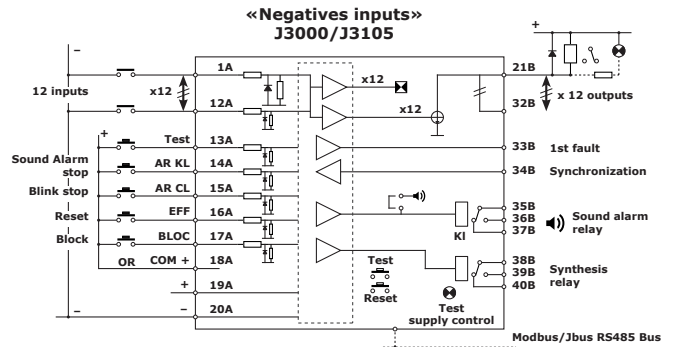 «Negatives inputs»
J3000/J3105
–
+
12 inputs
x12
1A
12A
x12
x12
21B
32B
x 12 outputs
+
Test
13A
33B
1st fault
Sound Alarm
stop
AR KL
14A
34B
Synchronization
Blink stop
AR CL
15A
Reset
EFF
16A
35B
36B
37B
KI
Sound alarm
relay
Block
BLOC
17A
OR
COM +
18A
Test
Reset
38B
39B
40B
Synthesis
relay
+
19A
–
–
20A
Test
supply control
Modbus/Jbus RS485 Bus